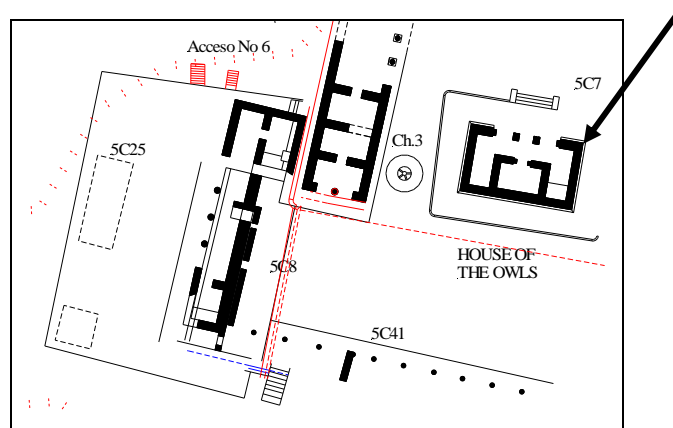 Acceso No 6
5C7
Ch.3
5C25
HOUSE OF
THE OWLS
5C8
5C41